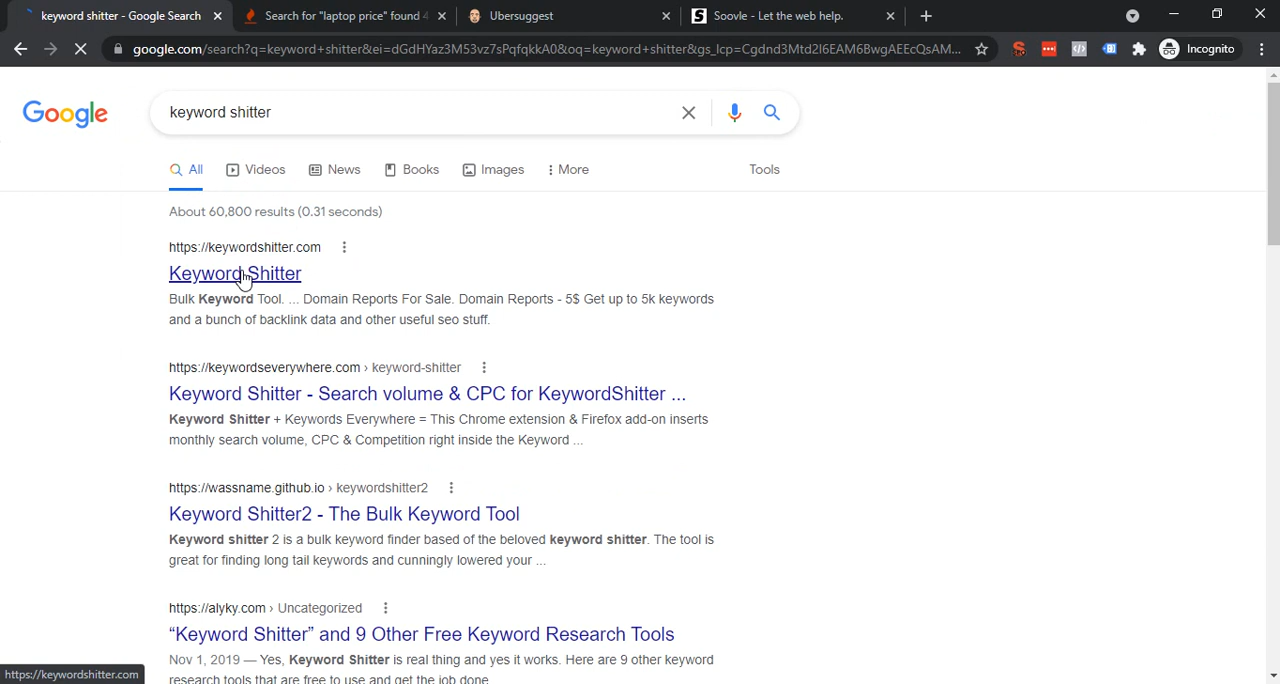 keyword shitter - Google Search
Search for "laptop price" found 4
Ubersuggest
Soovle - Let the web help.
google.com/search?q=keyword+shitter&ei=dGdHYaz3M53vz7sPqfqkkA0&oq=keyword+shitter&gs_lcp=Cgdnd3Mtd2l6EAM6BwgAEEcQsAM...
Incognito
Google
keyword shitter
All
Videos
News
Books
Images
More
Tools
About 60,800 results (0.31 seconds)
https://keywordshitter.com
Keyword Shitter
Bulk Keyword Tool. ... Domain Reports For Sale. Domain Reports - 5$ Get up to 5k keywords
and a bunch of backlink data and other useful seo stuff.
https://keywordseverywhere.com › keyword-shitter
Keyword Shitter - Search volume & CPC for KeywordShitter ...
Keyword Shitter + Keywords Everywhere = This Chrome extension & Firefox add-on inserts
monthly search volume, CPC & Competition right inside the Keyword ...
https://wassname.github.io › keywordshitter2
Keyword Shitter2 - The Bulk Keyword Tool
Keyword shitter 2 is a bulk keyword finder based of the beloved keyword shitter. The tool is
great for finding long tail keywords and cunningly lowered your ...
https://alyky.com › Uncategorized
“Keyword Shitter” and 9 Other Free Keyword Research Tools
Nov 1, 2019 — Yes, Keyword Shitter is real thing and yes it works. Here are 9 other keyword
research tools that are free to use and get the job done
https://keywordshitter.com